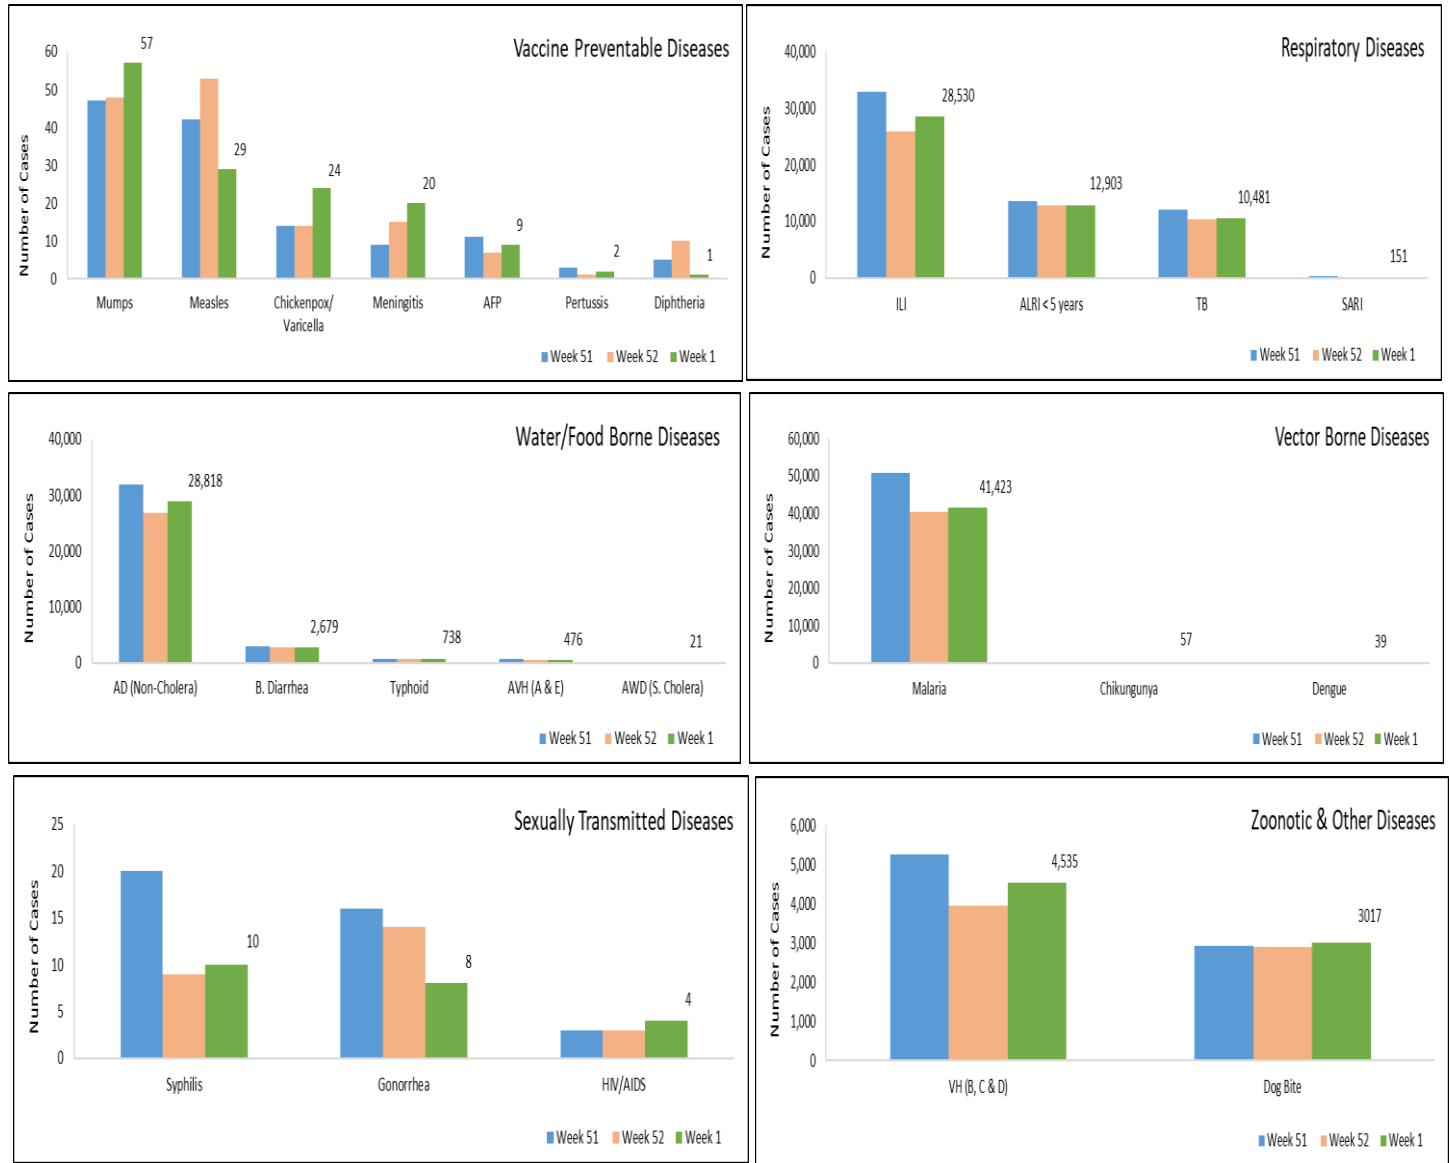 Vaccine Preventable Diseases
Number of Cases
60
50
40
30
20
10
0
57
29
24
20
9
2
1
Mumps
Measles
Chickenpox/
Varicella
Meningitis
AFP
Pertussis
Diphtheria
Week 51 Week 52 Week 1
Respiratory Diseases
Number of Cases
40,000
30,000
20,000
10,000
0
28,530
12,903
10,481
151
ILI
ALRI < 5 years
TB
SARI
Week 51 Week 52 Week 1
Water/Food Borne Diseases
Number of Cases
40,000
30,000
20,000
10,000
0
28,818
2,679
738
476
21
AD (Non-Cholera)
B. Diarrhea
Typhoid
AVH (A & E)
AWD (S. Cholera)
Week 51 Week 52 Week 1
Vector Borne Diseases
Number of Cases
60,000
50,000
40,000
30,000
20,000
10,000
0
41,423
57
39
Malaria
Chikungunya
Dengue
Week 51 Week 52 Week 1
Sexually Transmitted Diseases
Number of Cases
25
20
15
10
5
0
10
8
4
Syphilis
Gonorrhea
HIV/AIDS
Week 51 Week 52 Week 1
Zoonotic & Other Diseases
Number of Cases
6,000
5,000
4,000
3,000
2,000
1,000
0
4,535
3017
VH (B, C & D)
Dog Bite
Week 51 Week 52 Week 1